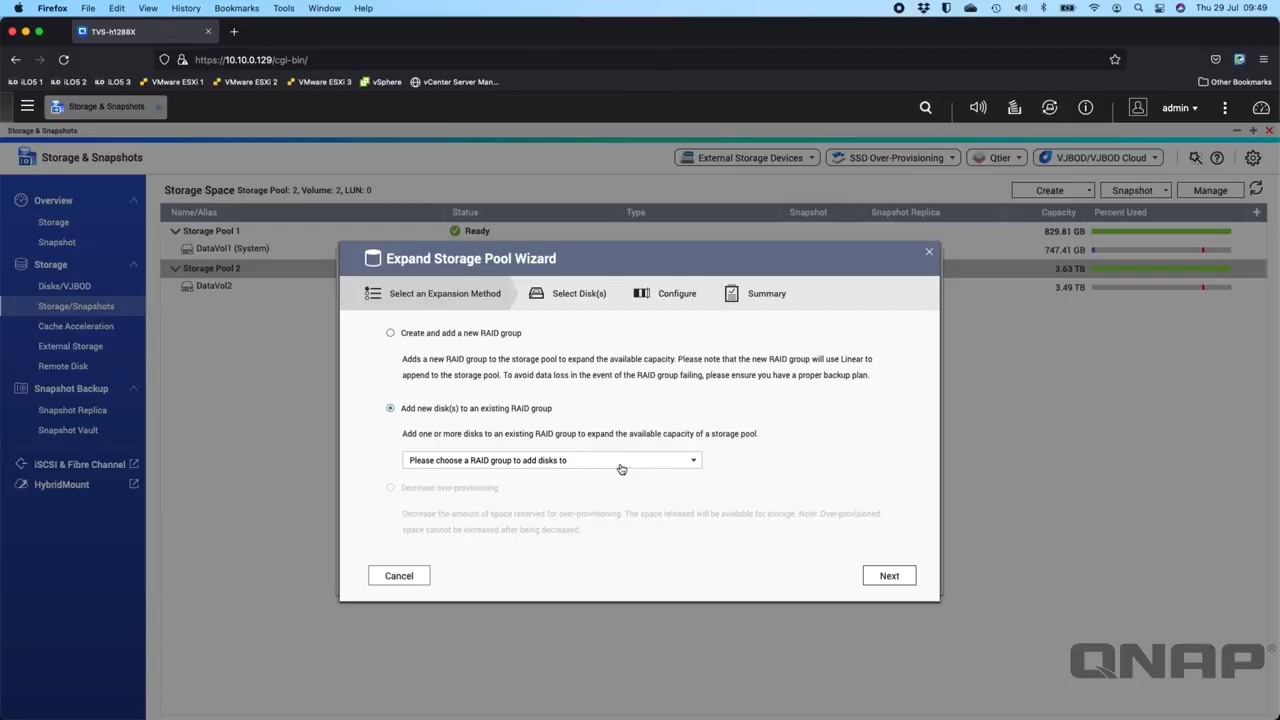 Firefox File Edit View History Bookmarks Tools Window Help Thu 29 Jul 09:49
TVS-h1288X
https://10.10.0.129/cgi-bin/
iLO iLO5 1 iLO iLO5 2 iLO iLO5 3 VMware ESXi 1 VMware ESXi 2 VMware ESXi 3 vSphere vCenter Server Man... Other Bookmarks
Storage & Snapshots admin
Storage & Snapshots
Storage & Snapshots External Storage Devices SSD Over-Provisioning Qtier VJBOD/VJBOD Cloud
Overview
Storage
Snapshot
Storage
Disks/VJBOD
Storage/Snapshots
Cache Acceleration
External Storage
Remote Disk
Snapshot Backup
Snapshot Replica
Snapshot Vault
iSCSI & Fibre Channel
HybridMount
Storage Space Storage Pool: 2, Volume: 2, LUN: 0 Create Snapshot Manage
Name/Alias Status Type Snapshot Snapshot Replica Capacity Percent Used
Storage Pool 1 Ready 829.81 GB
DataVol1 (System) 747.41 GB
Storage Pool 2 3.63 TB
DataVol2 3.49 TB
Expand Storage Pool Wizard
Select an Expansion Method Select Disk(s) Configure Summary
Create and add a new RAID group
Adds a new RAID group to the storage pool to expand the available capacity. Please note that the new RAID group will use Linear to
append to the storage pool. To avoid data loss in the event of the RAID group failing, please ensure you have a proper backup plan.
Add new disk(s) to an existing RAID group
Add one or more disks to an existing RAID group to expand the available capacity of a storage pool.
Please choose a RAID group to add disks to
Decrease over-provisioning
Decrease the amount of space reserved for over-provisioning. The space released will be available for storage. Note: Over-provisioned
space cannot be increased after being decreased.
Cancel Next
QNAP